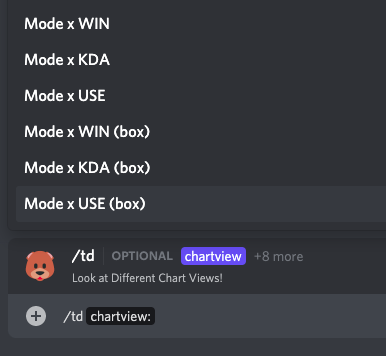 Mode x WIN
Mode x KDA
Mode x USE
Mode x WIN (box)
Mode x KDA (box)
Mode x USE (box)
/td OPTIONAL chartview +8 more
Look at Different Chart Views!
/td chartview: